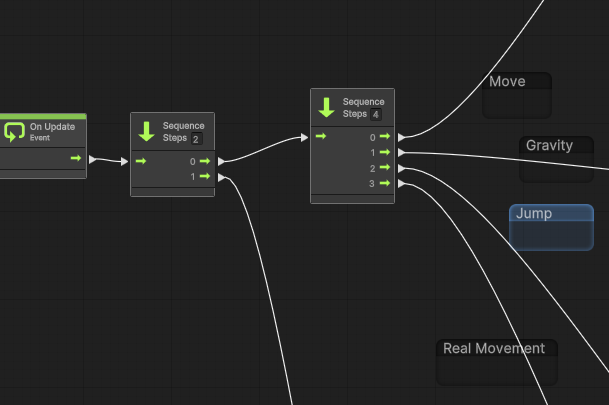 On Update
Event
Sequence
Steps 2
0
1
Sequence
Steps 4
0
1
2
3
Move
Gravity
Jump
Real Movement